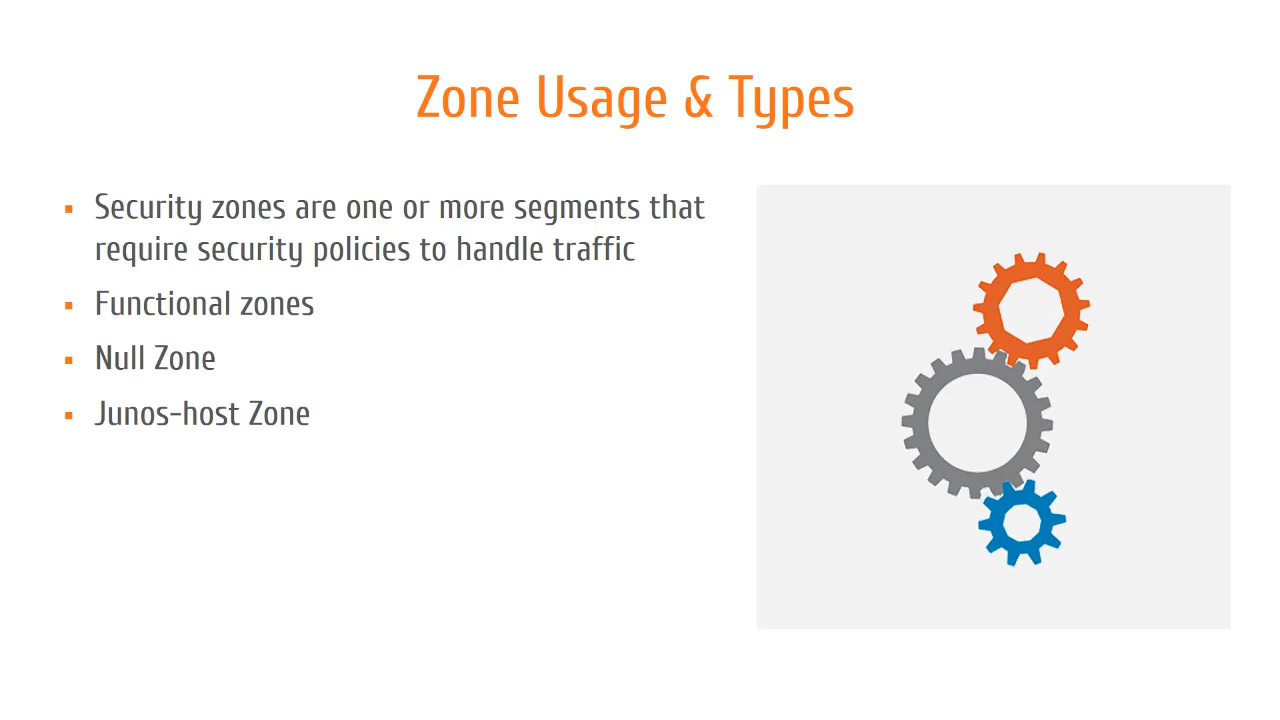 Zone Usage & Types
▪ Security zones are one or more segments that
require security policies to handle traffic
▪ Functional zones
▪ Null Zone
▪ Junos-host Zone